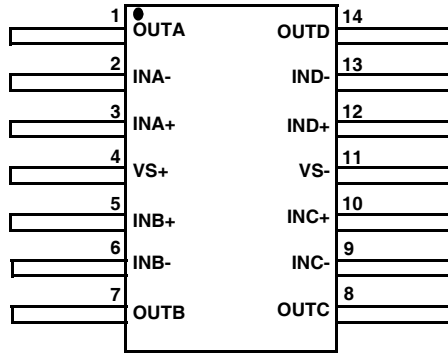 1 OUTA OUTD 14
2 INA- IND- 13
3 INA+ IND+ 12
4 VS+ VS- 11
5 INB+ INC+ 10
6 INB- INC- 9
7 OUTB OUTC 8